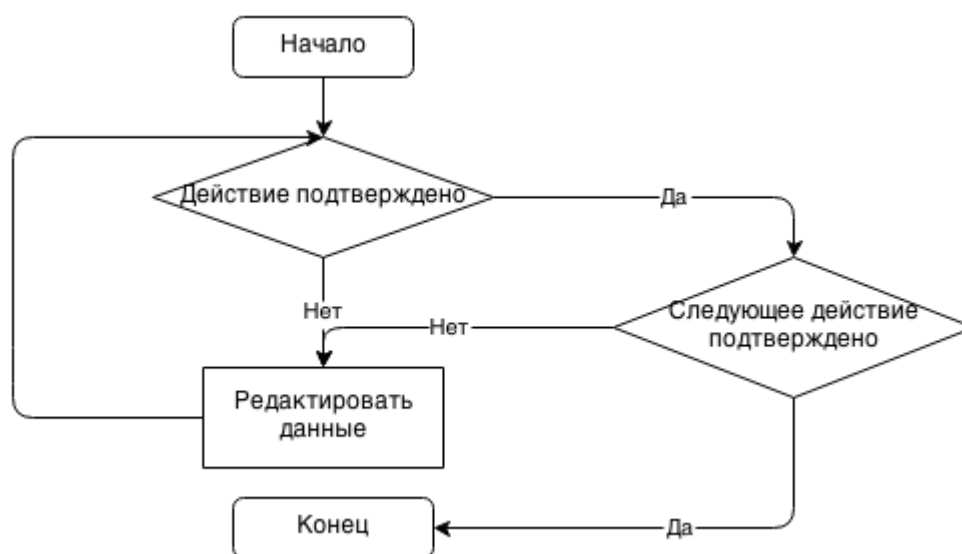 Начало
Действие подтверждено
Да
Нет
Следующее действие
подтверждено
Нет
Редактировать
данные
Конец
Да